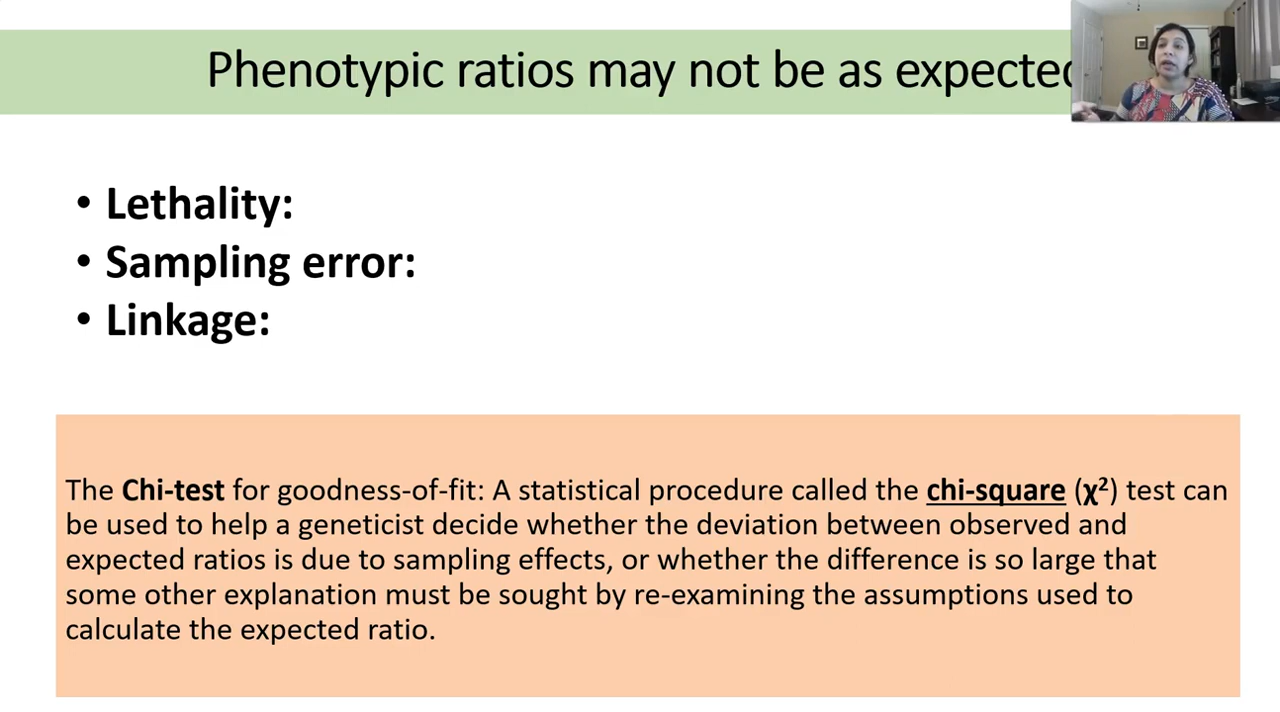 Phenotypic ratios may not be as expected
• Lethality:
• Sampling error:
• Linkage:
The Chi-test for goodness-of-fit: A statistical procedure called the chi-square (χ²) test can
be used to help a geneticist decide whether the deviation between observed and
expected ratios is due to sampling effects, or whether the difference is so large that
some other explanation must be sought by re-examining the assumptions used to
calculate the expected ratio.